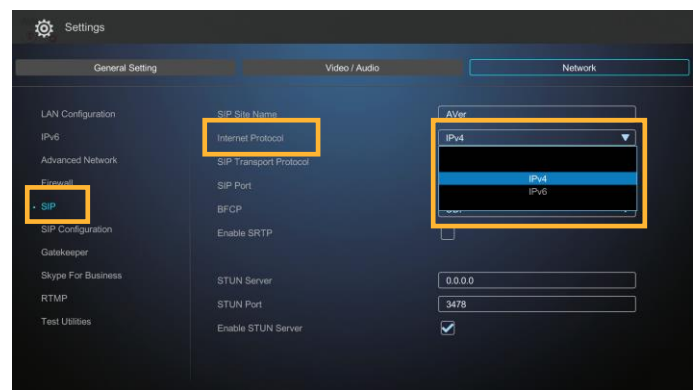 Settings
General Setting
Video / Audio
Network
LAN Configuration
IPv6
Advanced Network
Firewall
SIP
SIP Configuration
Gatekeeper
Skype For Business
RTMP
Test Utilities
SIP Site Name
AVer
Internet Protocol
IPv4
IPv4
IPv6
SIP Transport Protocol
SIP Port
BFCP
Enable SRTP
STUN Server
0.0.0.0
STUN Port
3478
Enable STUN Server